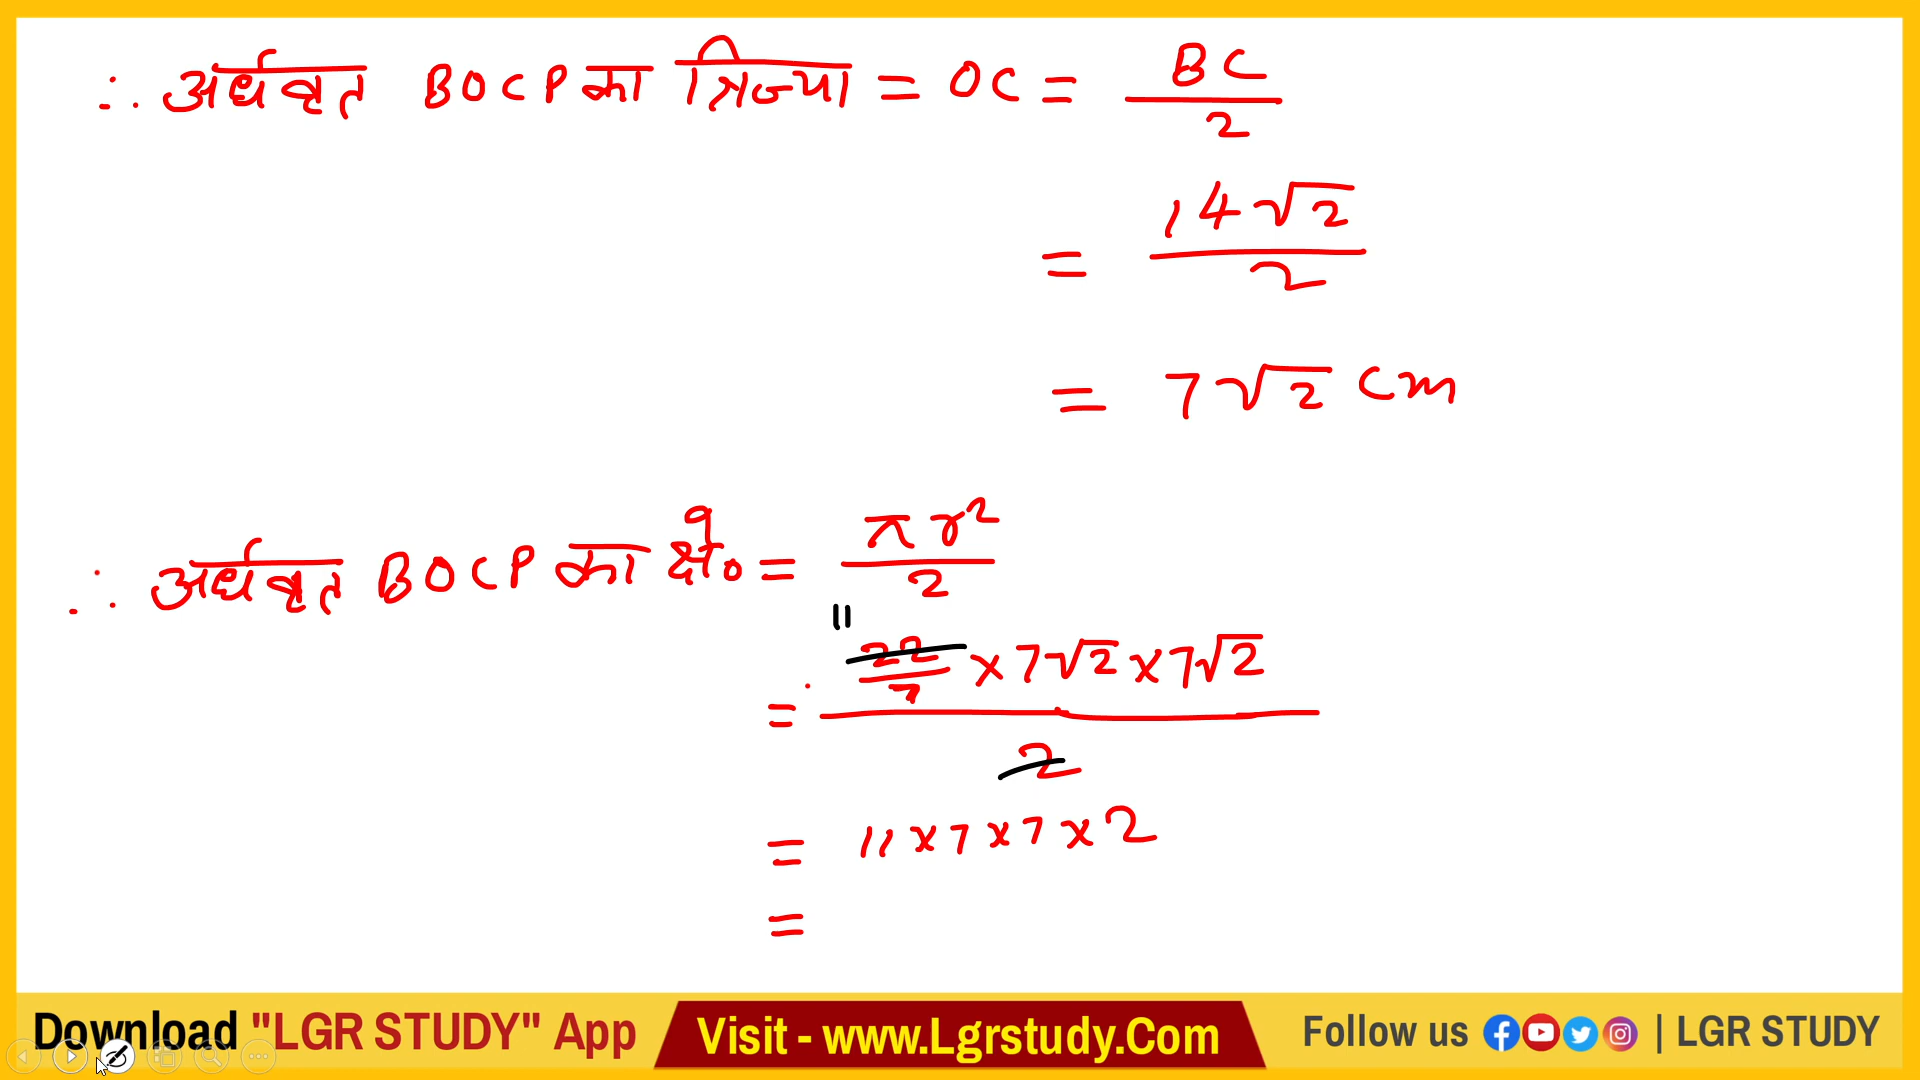 ∴ अर्धवृत BOCP का त्रिज्या = OC = BC/2
= 14√2/2
= 7√2 cm
∴ अर्धवृत BOCP का क्षे० = πr²/2
11
= 22/7 × 7√2 × 7√2 / 2
= 11 × 7 × 7 × 2
=
Download "LGR STUDY" App
Visit - www.Lgrstudy.Com
Follow us | LGR STUDY